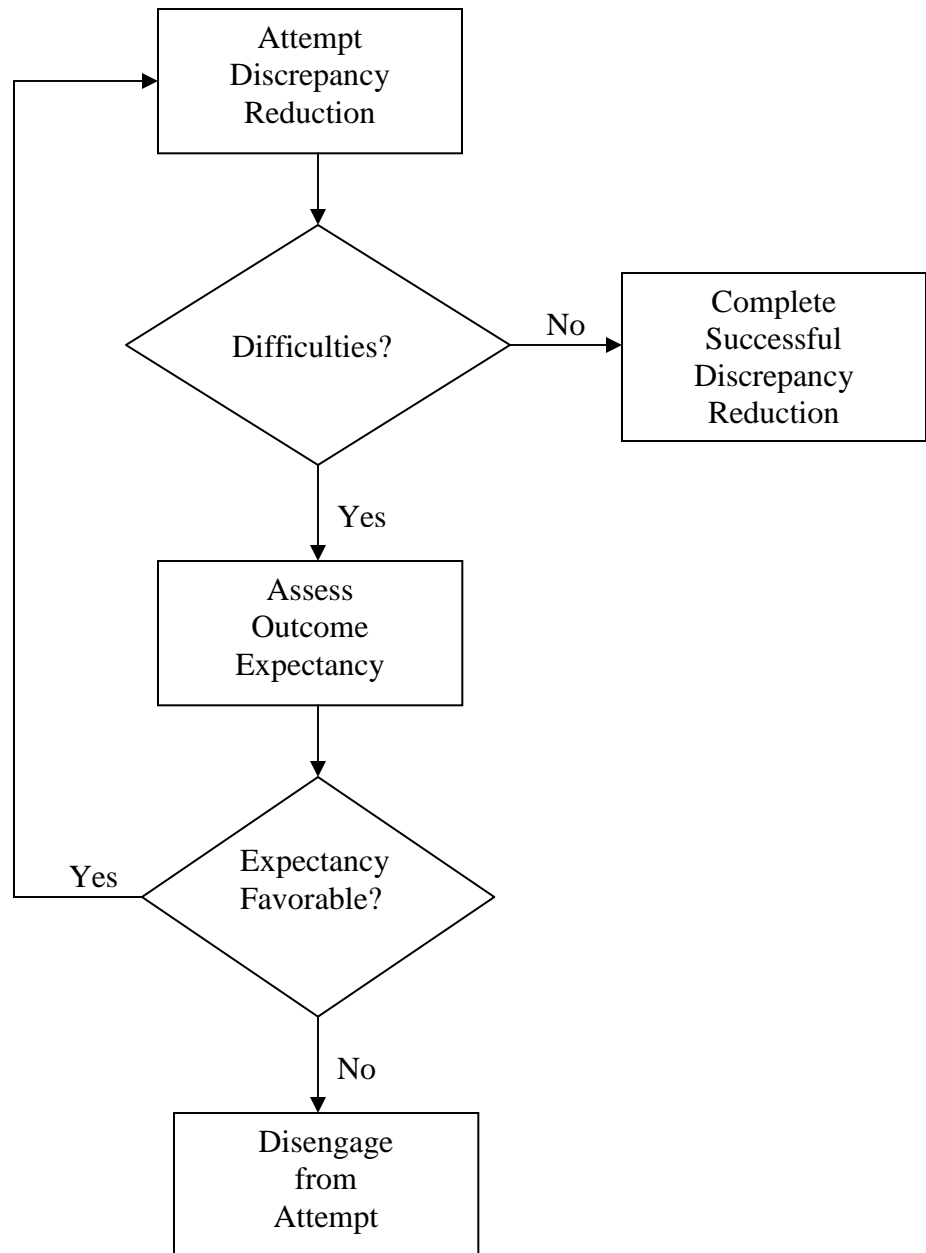 Attempt
Discrepancy
Reduction
Difficulties?
No
Complete
Successful
Discrepancy
Reduction
Yes
Assess
Outcome
Expectancy
Yes
Expectancy
Favorable?
No
Disengage
from
Attempt